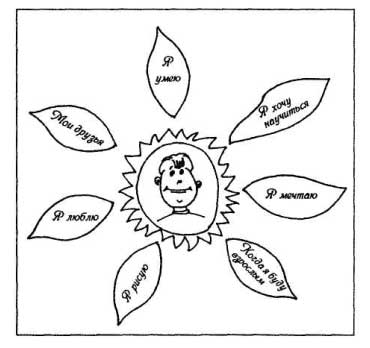 Я
умею
Я хочу
научиться
Я мечтаю
Когда я буду
взрослым
Я рисую
Я люблю
Мои друзья